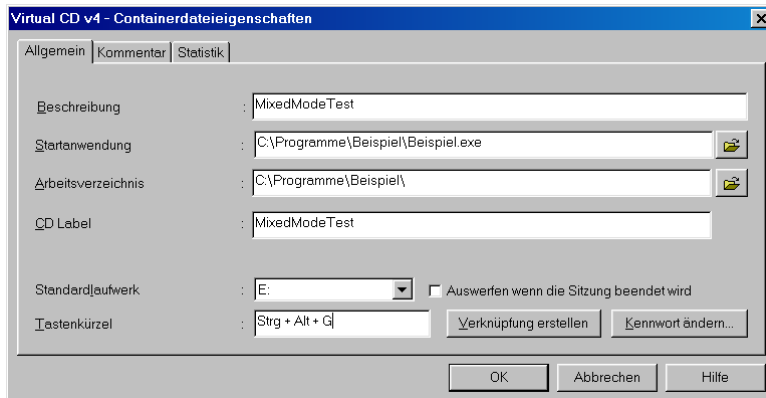 Virtual CD v4 - Containerdateieigenschaften
Allgemein Kommentar Statistik
Beschreibung : MixedModeTest
Startanwendung : C:\Programme\Beispiel\Beispiel.exe
Arbeitsverzeichnis : C:\Programme\Beispiel\
CD Label : MixedModeTest
Standardlaufwerk : E: Auswerfen wenn die Sitzung beendet wird
Tastenkürzel : Strg + Alt + G Verknüpfung erstellen Kennwort ändern...
OK Abbrechen Hilfe